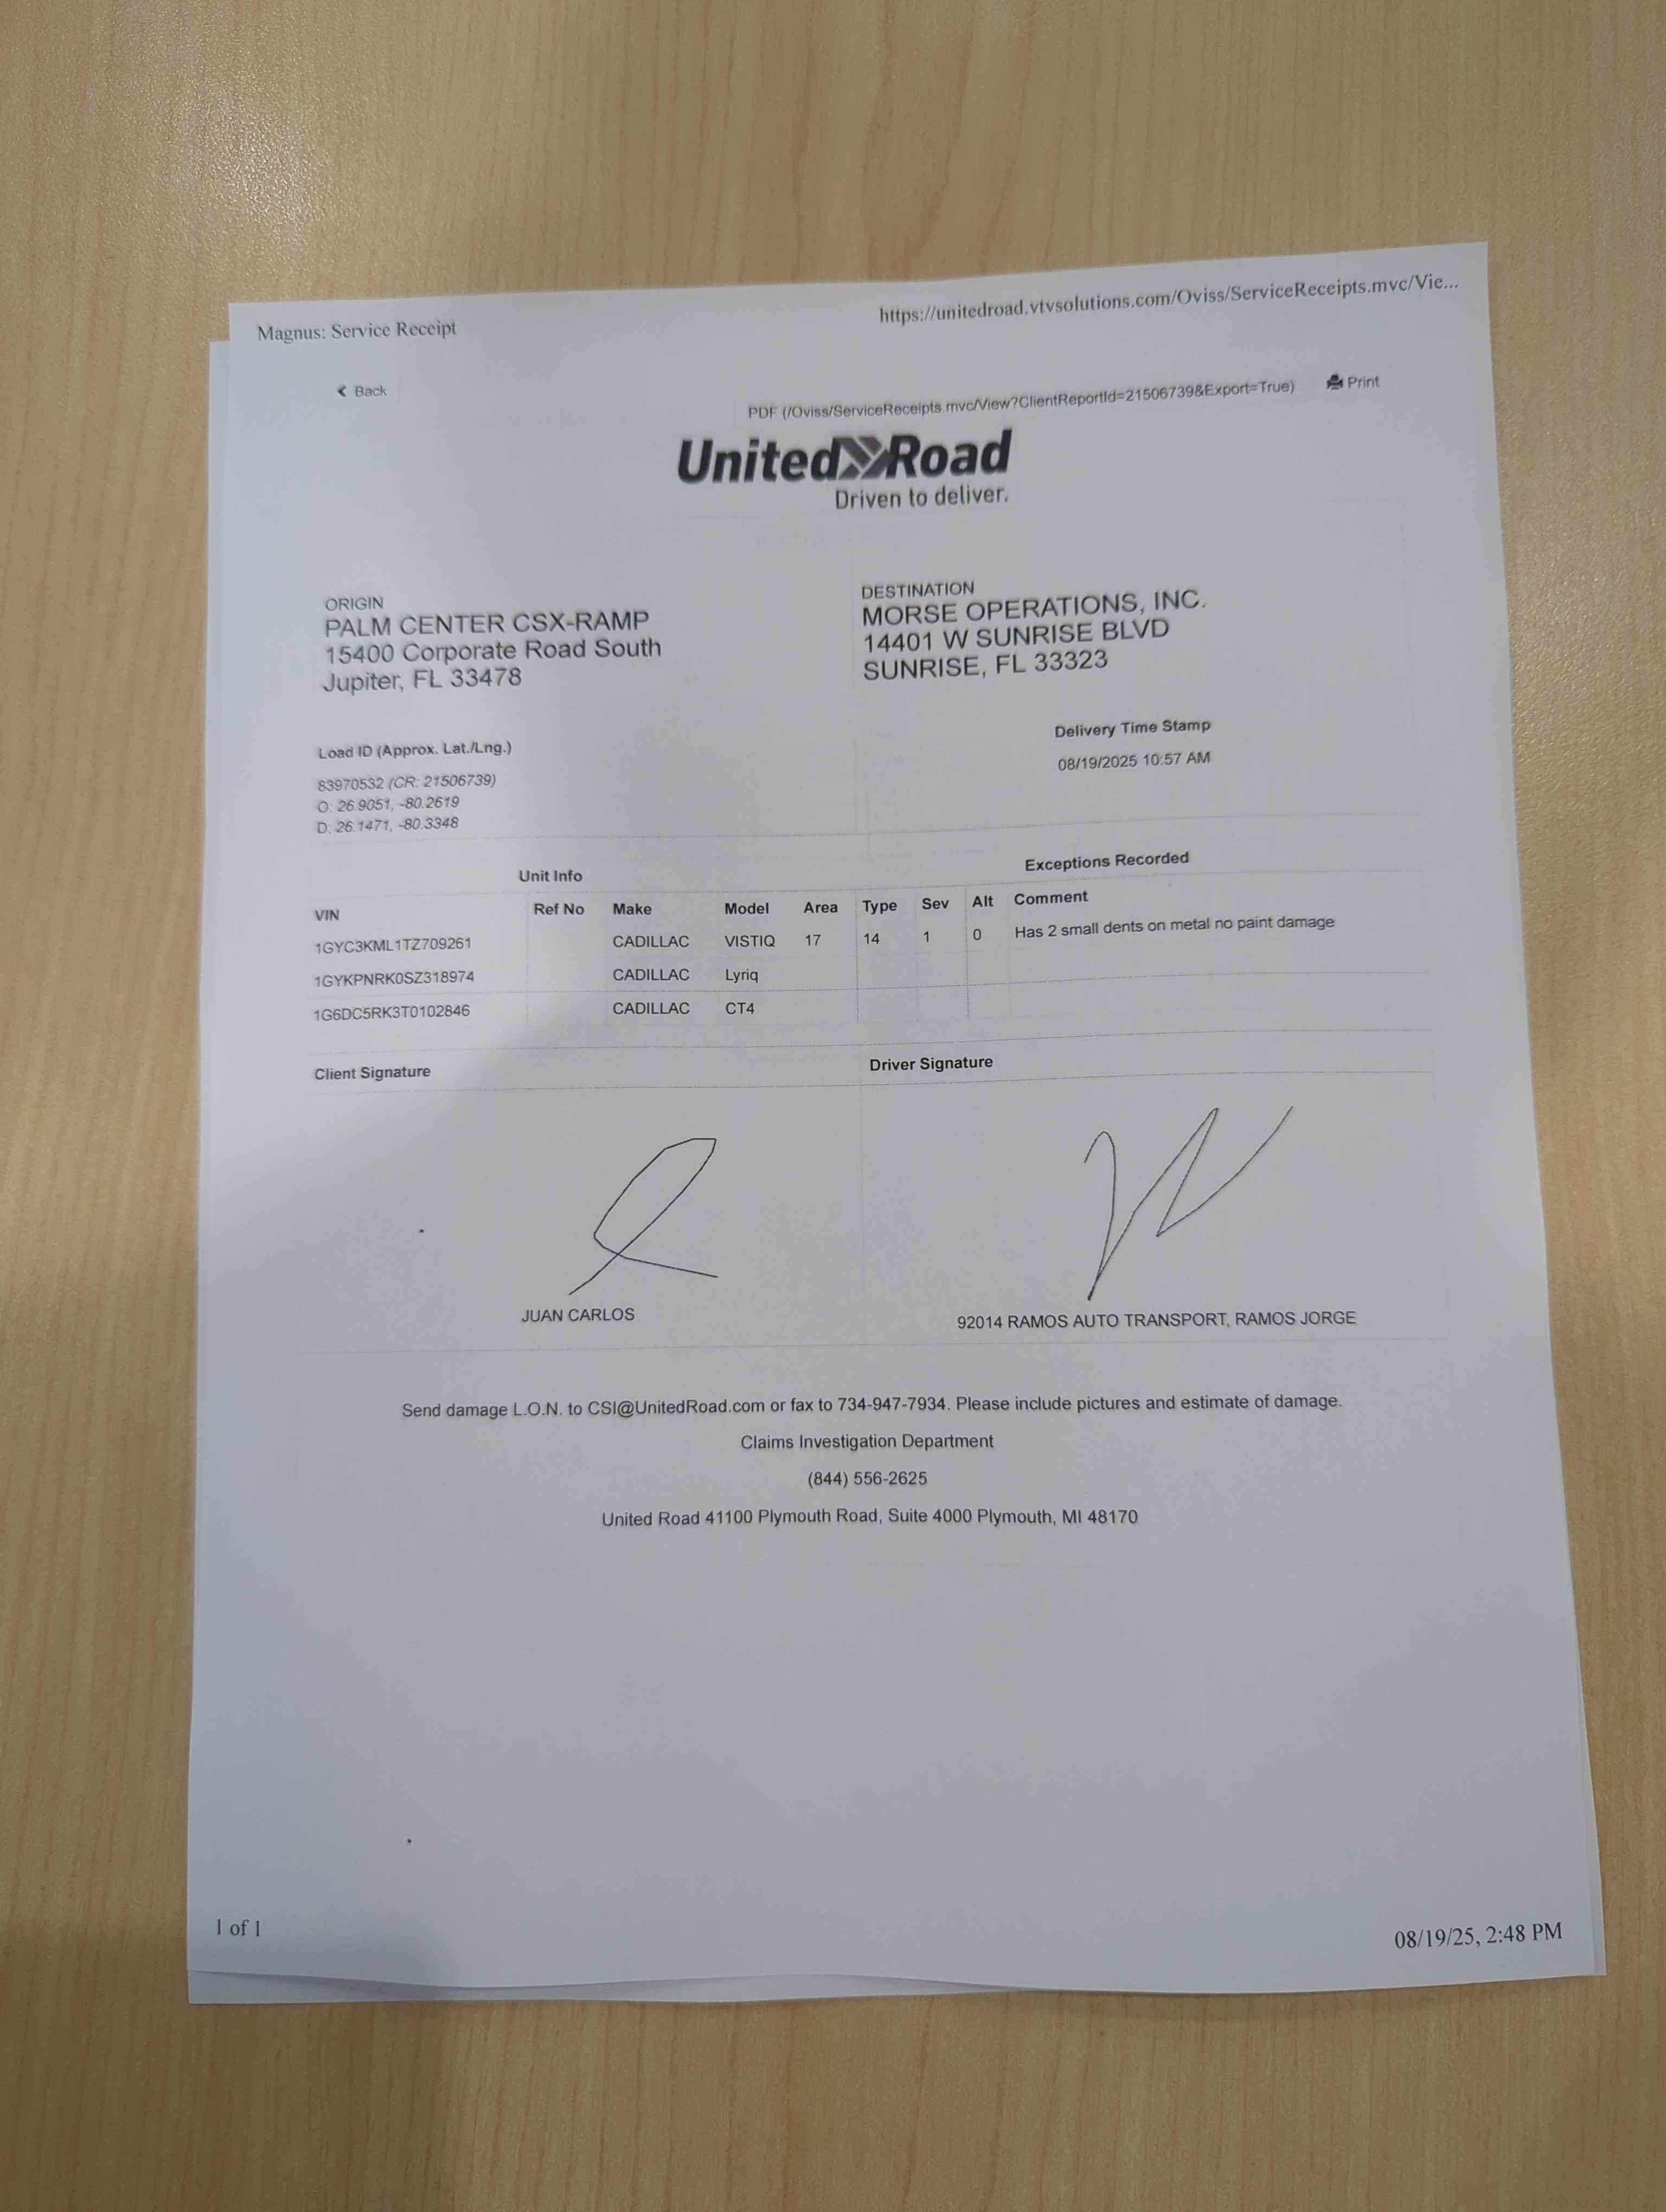 Magnus: Service Receipt
https://unitedroad.vtvsolutions.com/Oviss/ServiceReceipts.mvc/Vie...
Back
PDF (/Oviss/ServiceReceipts.mvc/View?ClientReportId=21506739&Export=True)
Print
United Road
Driven to deliver.
ORIGIN
PALM CENTER CSX-RAMP
15400 Corporate Road South
Jupiter, FL 33478
DESTINATION
MORSE OPERATIONS, INC.
14401 W SUNRISE BLVD
SUNRISE, FL 33323
Load ID (Approx. Lat./Lng.)
83970532 (CR: 21506739)
O: 26.9051, -80.2619
D: 26.1471, -80.3348
Delivery Time Stamp
08/19/2025 10:57 AM
Unit Info Exceptions Recorded
VIN Ref No Make Model Area Type Sev Alt Comment
1GYC3KML1TZ709261 CADILLAC VISTIQ 17 14 1 0 Has 2 small dents on metal no paint damage
1GYKPNRK0SZ318974 CADILLAC Lyriq
1G6DC5RK3T0102846 CADILLAC CT4
Client Signature Driver Signature
JUAN CARLOS 92014 RAMOS AUTO TRANSPORT, RAMOS JORGE
Send damage L.O.N. to CSI@UnitedRoad.com or fax to 734-947-7934. Please include pictures and estimate of damage.
Claims Investigation Department
(844) 556-2625
United Road 41100 Plymouth Road, Suite 4000 Plymouth, MI 48170
1 of 1
08/19/25, 2:48 PM